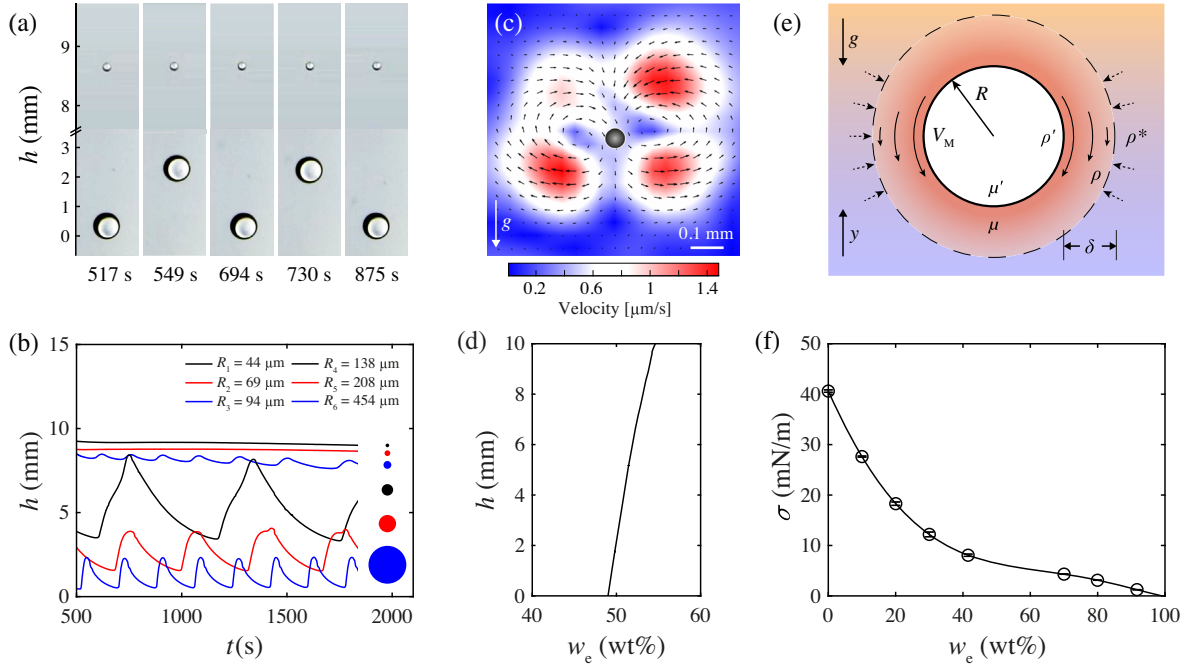 (a)
h (mm)
9
8
3
2
1
0
517 s 549 s 694 s 730 s 875 s
(b)
h (mm)
15
10
5
0
500 1000 1500 2000
t(s)
R1 = 44 µm
R2 = 69 µm
R3 = 94 µm
R4 = 138 µm
R5 = 208 µm
R6 = 454 µm
(c)
g
0.1 mm
0.2 0.6 1 1.4
Velocity [µm/s]
(d)
h (mm)
10
8
6
4
2
0
40 50 60
we (wt%)
(e)
g
R
VM
ρ′
ρ*
ρ
μ′
μ
y
δ
(f)
σ (mN/m)
50
40
30
20
10
0
0 20 40 60 80 100
we (wt%)